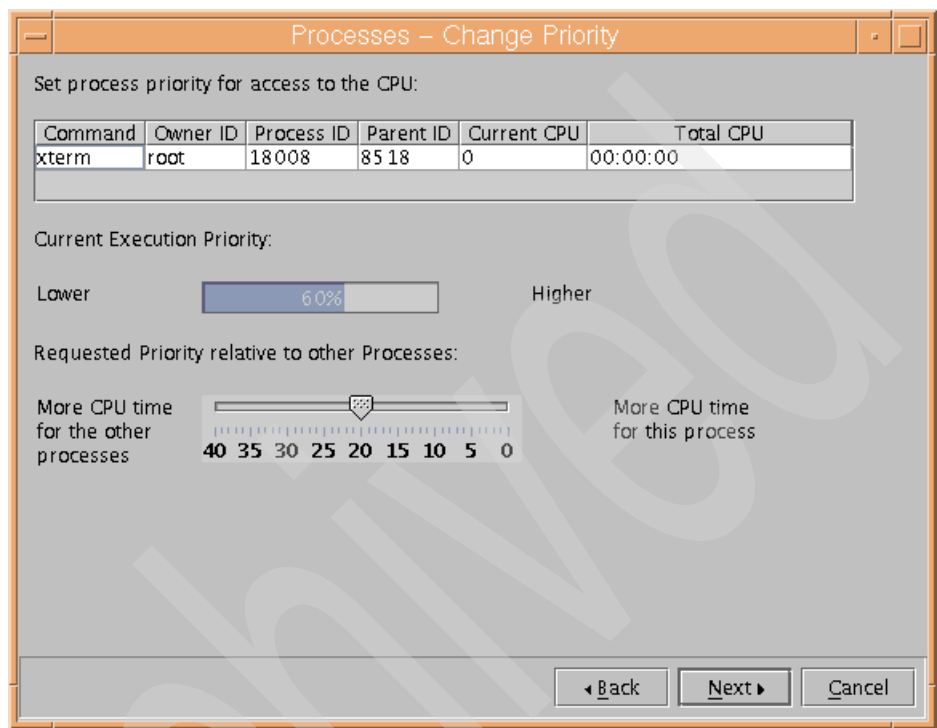 Processes – Change Priority
Set process priority for access to the CPU:
Command Owner ID Process ID Parent ID Current CPU Total CPU
xterm root 18008 8518 0 00:00:00
Current Execution Priority:
Lower 60% Higher
Requested Priority relative to other Processes:
More CPU time
for the other
processes
40 35 30 25 20 15 10 5 0
More CPU time
for this process
Back Next Cancel
hived